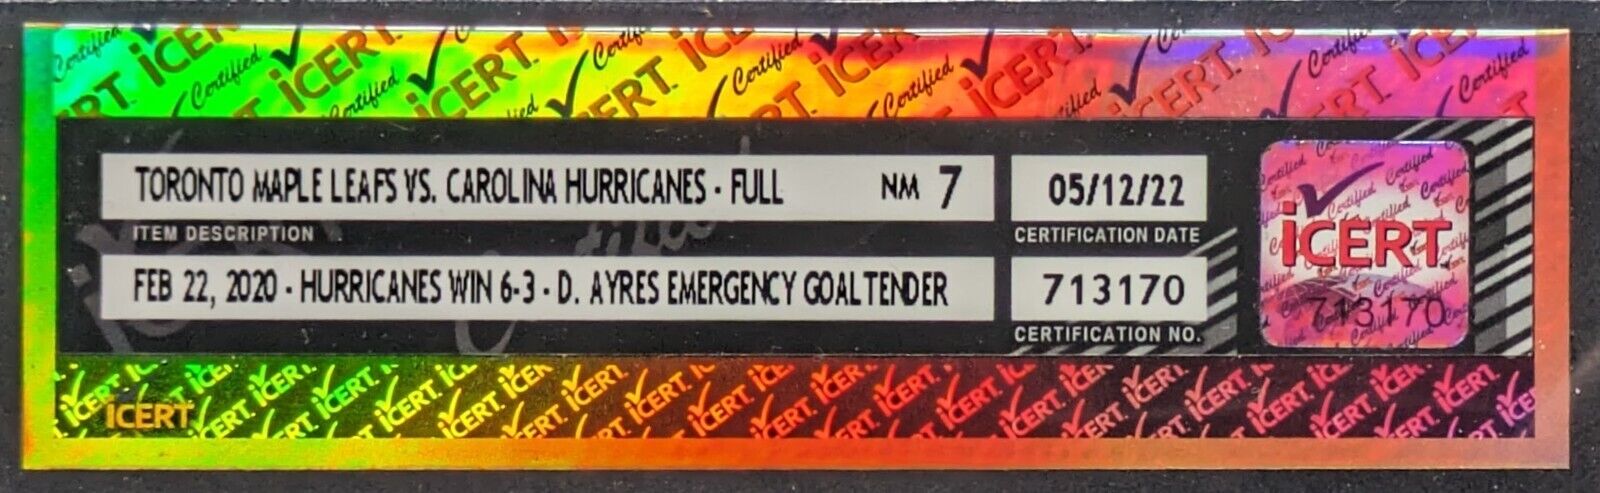 TORONTO MAPLE LEAFS VS. CAROLINA HURRICANES - FULL NM 7
05/12/22
ITEM DESCRIPTION
CERTIFICATION DATE
FEB 22, 2020 - HURRICANES WIN 6-3 - D. AYRES EMERGENCY GOALTENDER
713170
CERTIFICATION NO.
iCERT
713170
iCERT